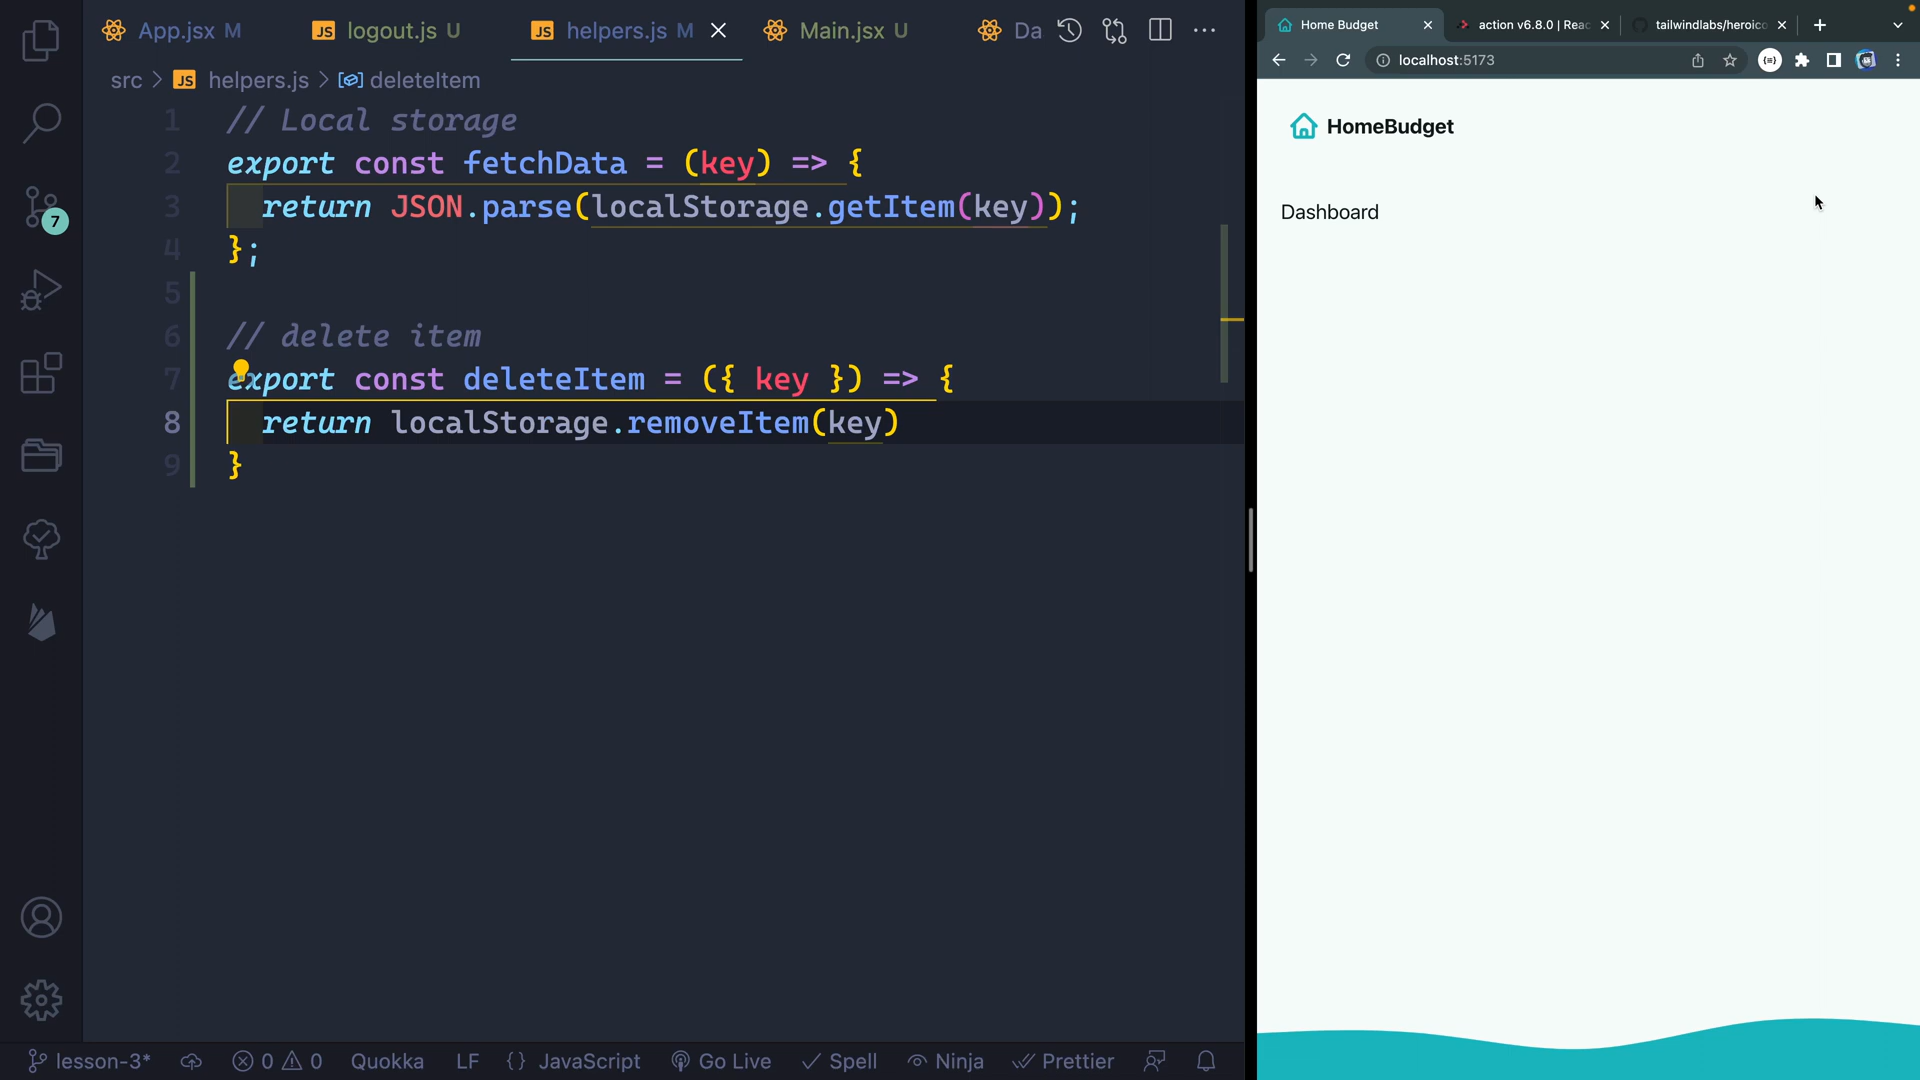 App.jsx M
logout.js U
helpers.js M
Main.jsx U
Da
src > JS helpers.js > deleteItem
1 // Local storage
2 export const fetchData = (key) => {
3 return JSON.parse(localStorage.getItem(key));
4 };
5
6 // delete item
7 export const deleteItem = ({ key }) => {
8 return localStorage.removeItem(key)
9 }
7
lesson-3*
0 0
Quokka
LF
{} JavaScript
Go Live
Spell
Ninja
Prettier
Home Budget
action v6.8.0 | Reac
tailwindlabs/heroico
localhost:5173
HomeBudget
Dashboard